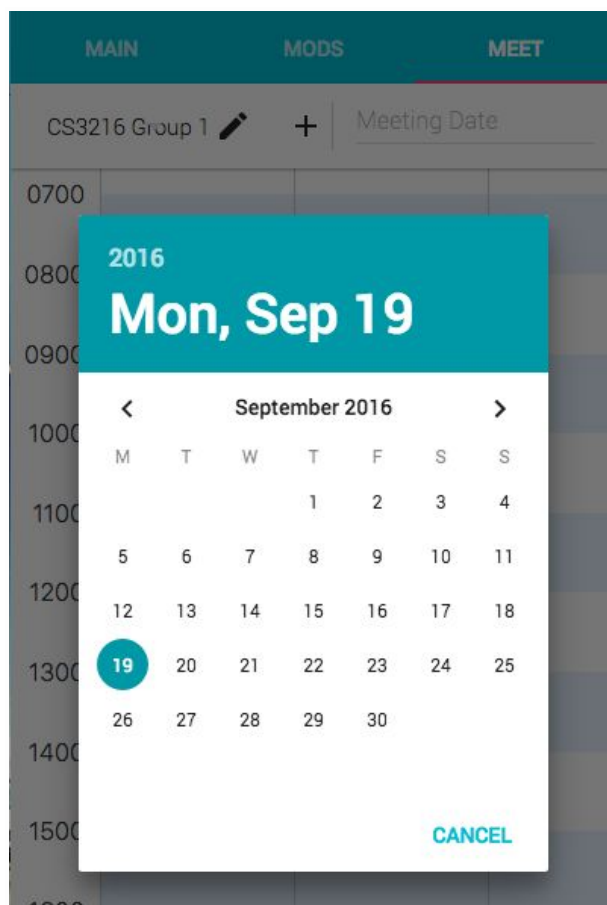 MAIN MODS MEET
CS3216 Group 1 + Meeting Date
0700
0800
0900
1000
1100
1200
1300
1400
1500
2016
Mon, Sep 19
September 2016
M T W T F S S
1 2 3 4
5 6 7 8 9 10 11
12 13 14 15 16 17 18
19 20 21 22 23 24 25
26 27 28 29 30
CANCEL